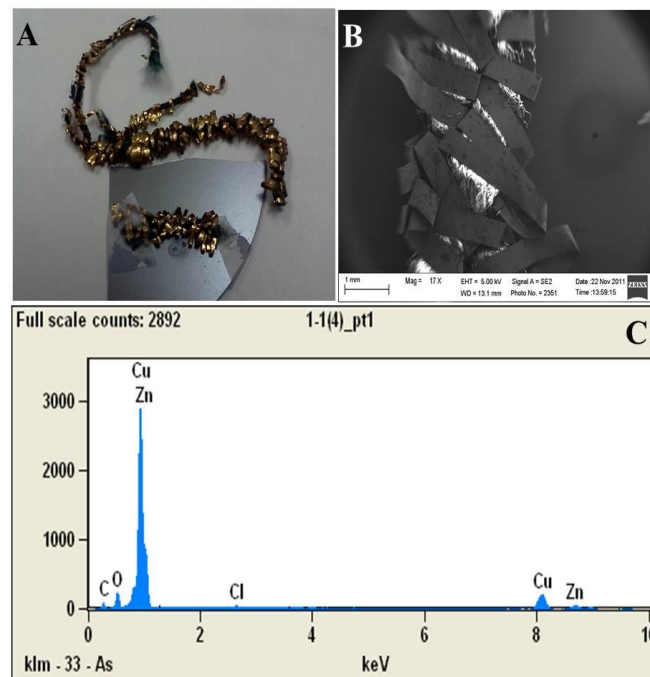 A
B
1 mm
Mag = 17 X
EHT = 5.00 kV
Signal A = SE2
Date :22 Nov 2011
WD = 13.1 mm
Photo No. = 2351
Time :13:59:15
ZEISS
Full scale counts: 2892
1-1(4)_pt1
C
Cu
Zn
3000
2000
1000
0
C
O
Cl
Cu
Zn
0
2
4
6
8
10
klm - 33 - As
keV